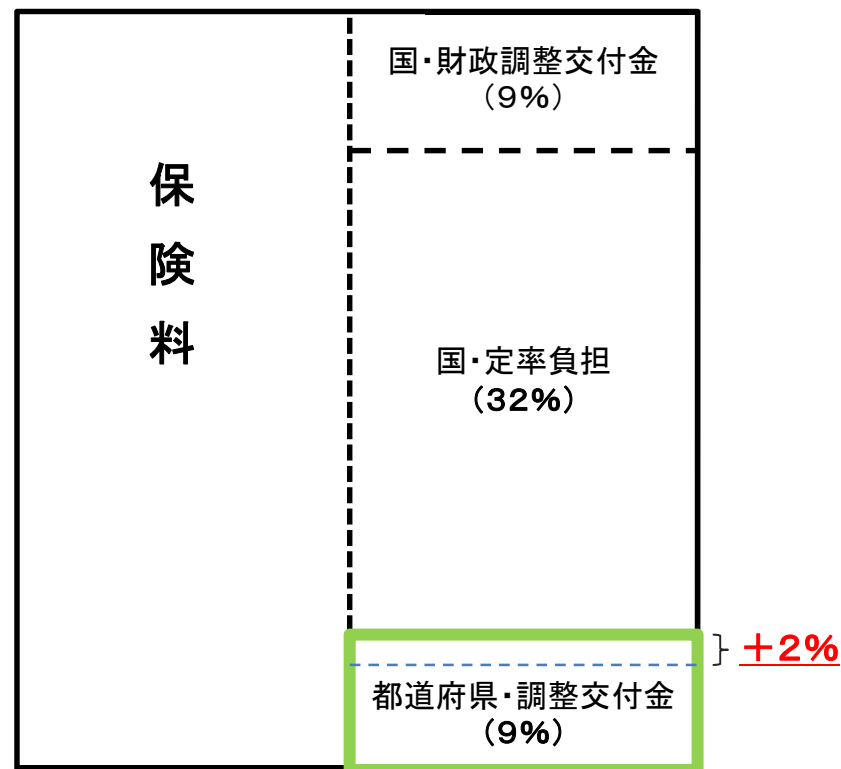 保険料
国・財政調整交付金
（９％）
国・定率負担
（３２％）
＋２％
都道府県・調整交付金
（９％）